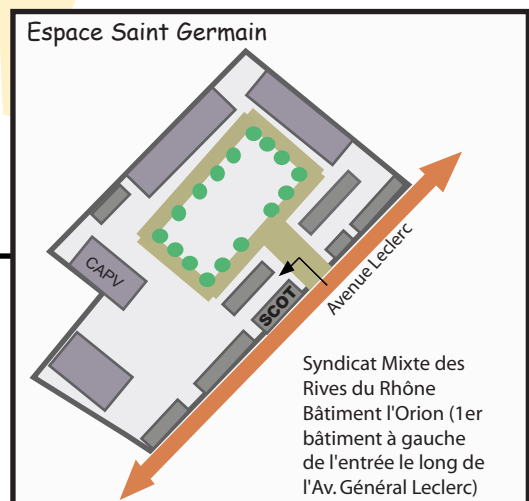 Espace Saint Germain
CAPV
SCOT
Avenue Leclerc
Syndicat Mixte des
Rives du Rhône
Bâtiment l'Orion (1er
bâtiment à gauche
de l'entrée le long de
l'Av. Général Leclerc)